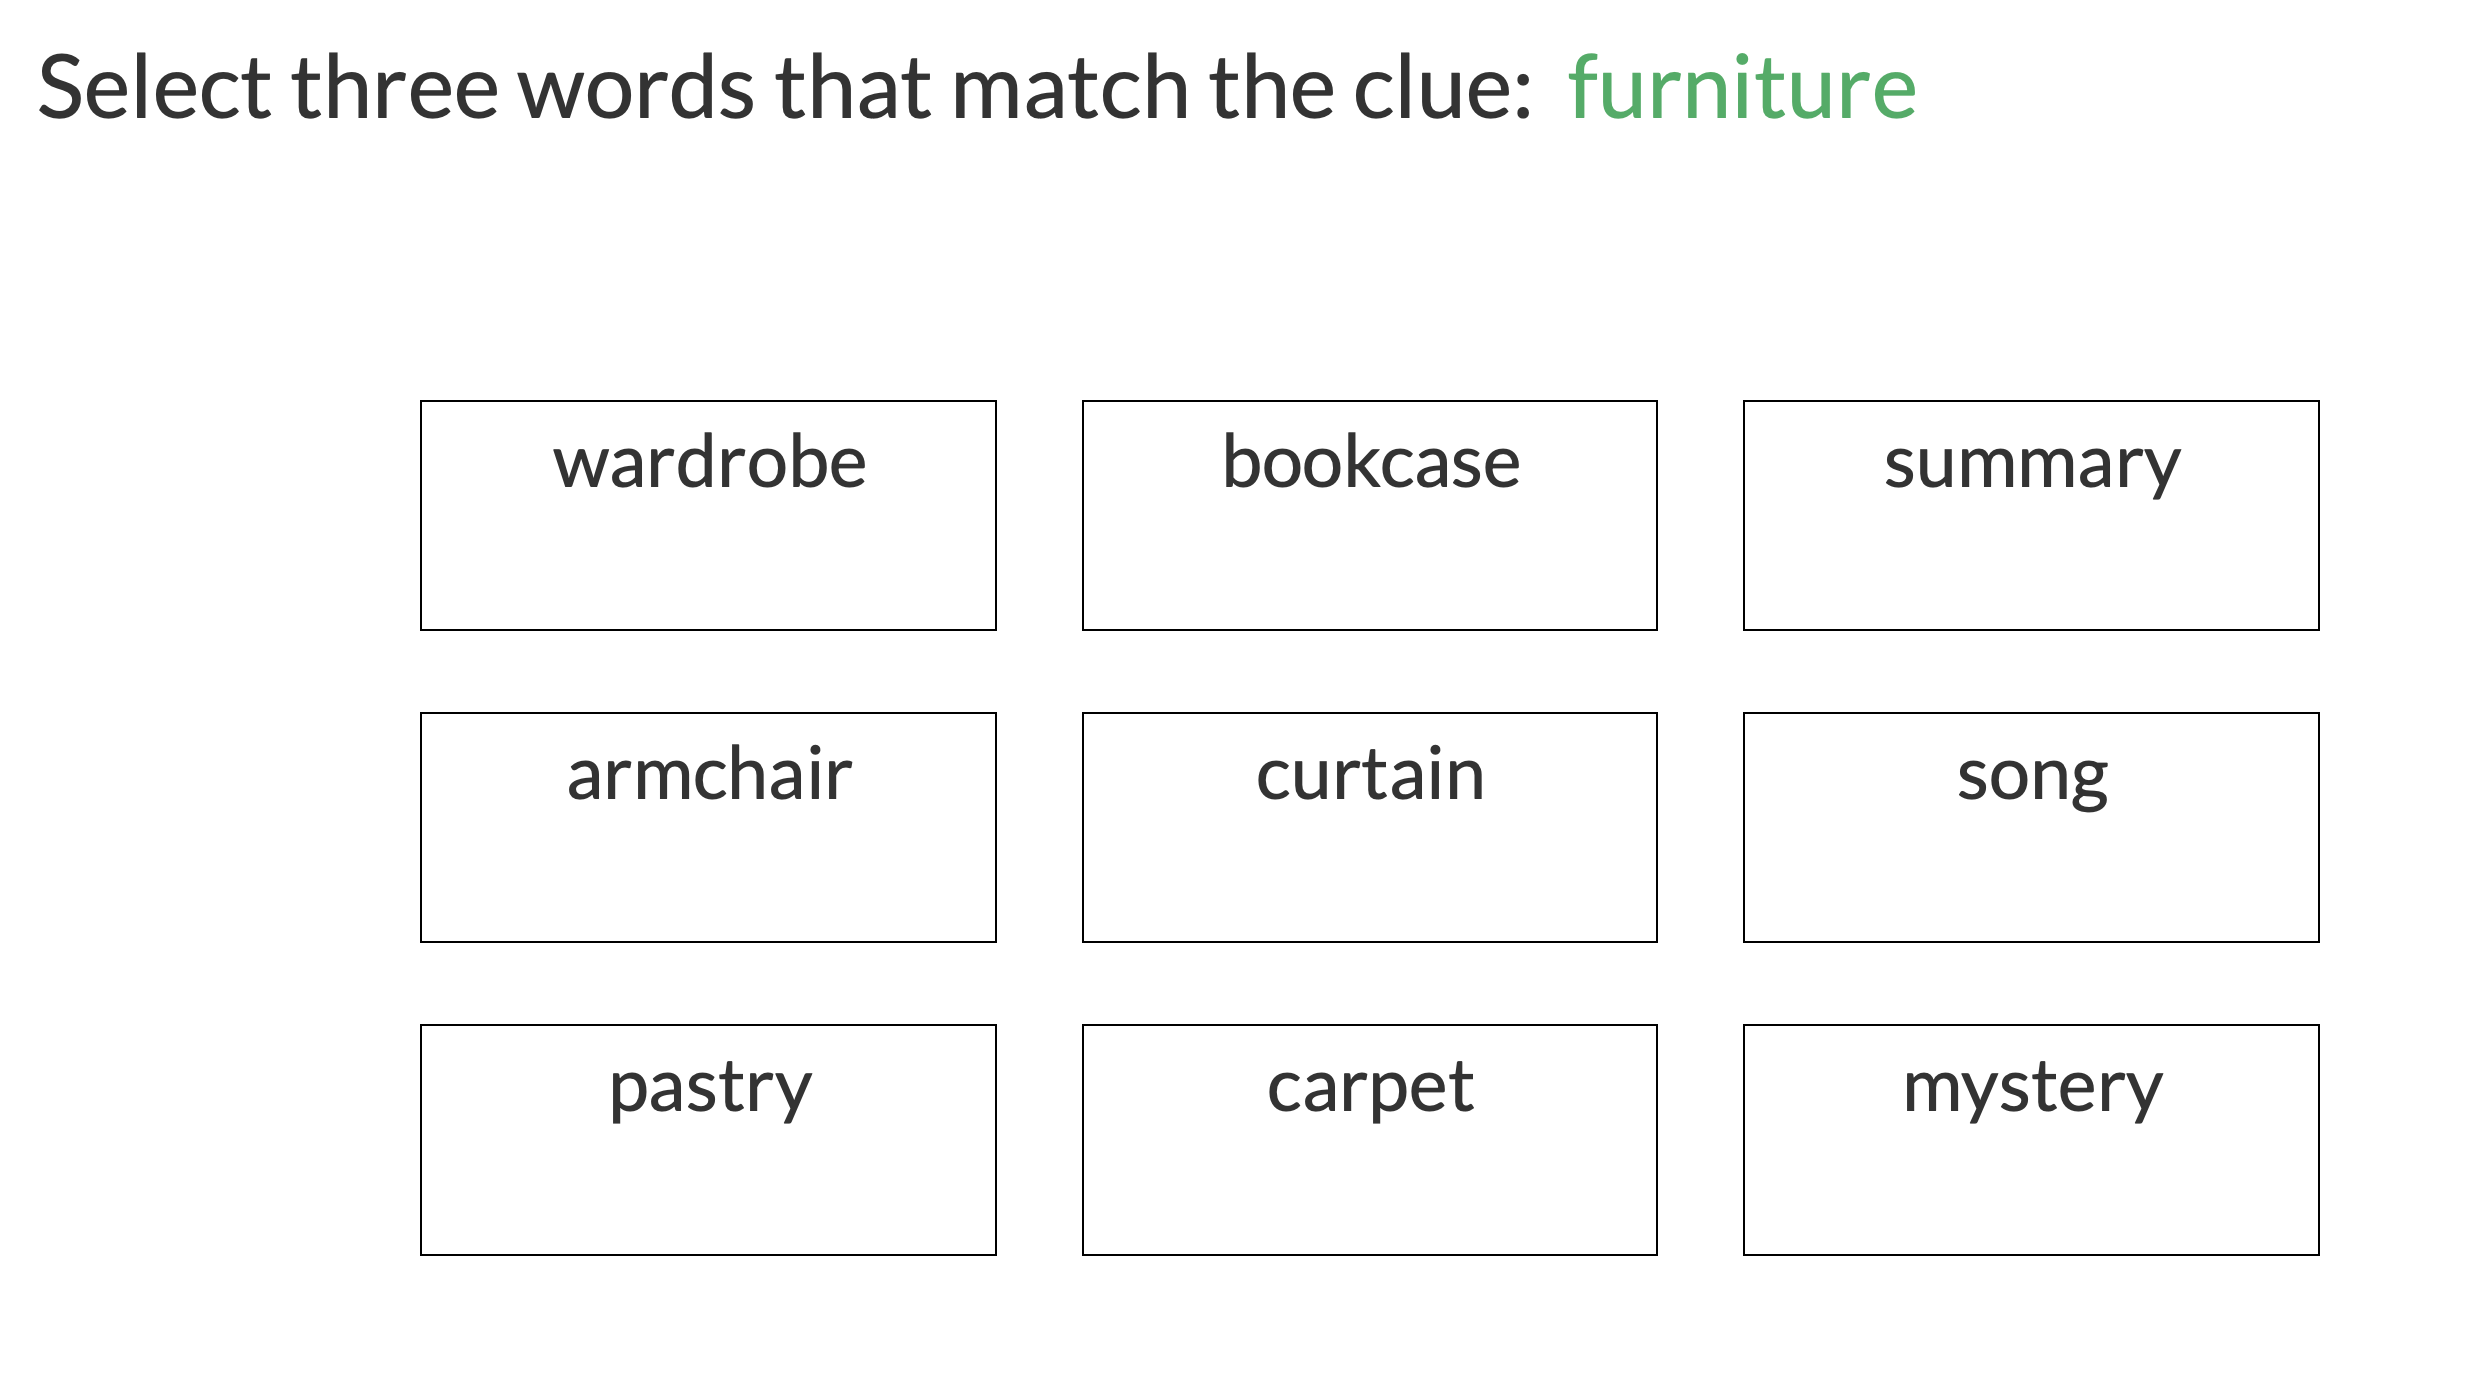 Select three words that match the clue: furniture
wardrobe bookcase summary
armchair curtain song
pastry carpet mystery